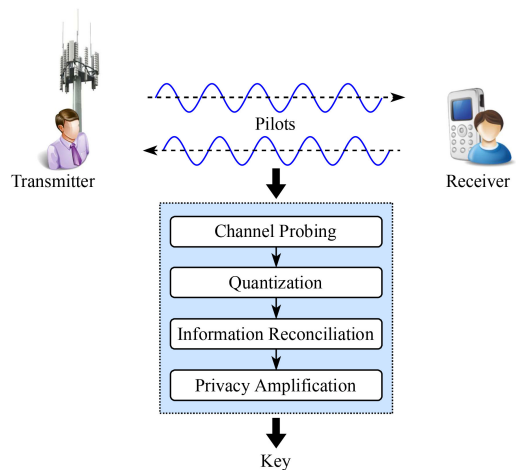 Pilots
Transmitter
Receiver
Channel Probing
Quantization
Information Reconciliation
Privacy Amplification
Key